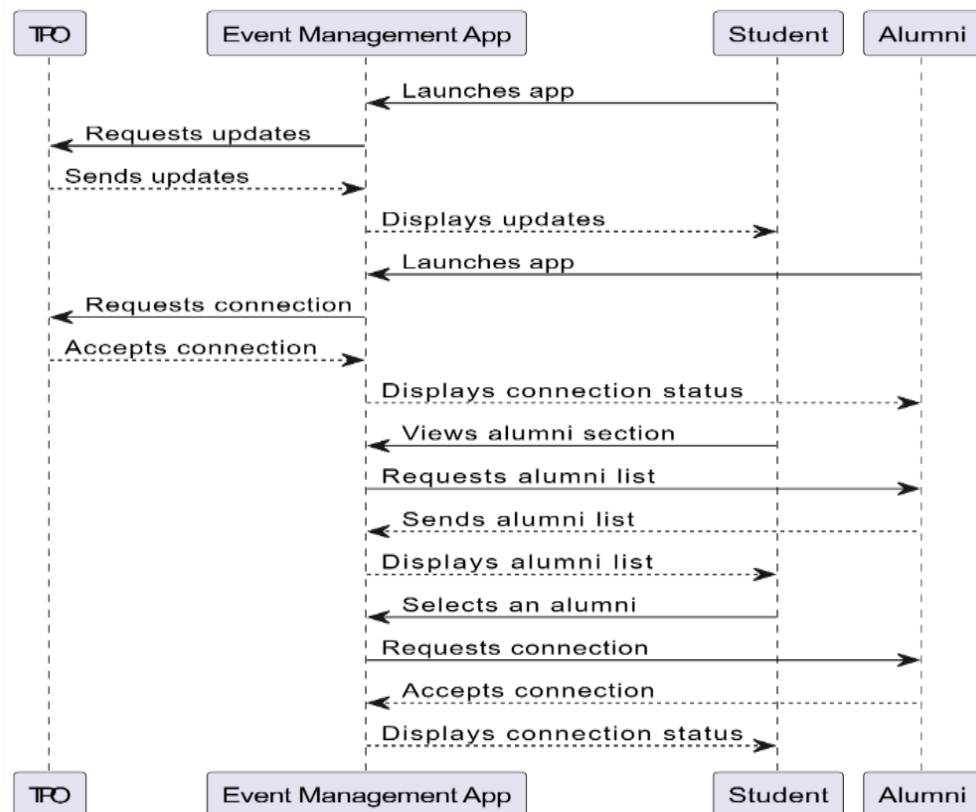 TPO Event Management App Student Alumni
Launches app
Requests updates
Sends updates
Displays updates
Launches app
Requests connection
Accepts connection
Displays connection status
Views alumni section
Requests alumni list
Sends alumni list
Displays alumni list
Selects an alumni
Requests connection
Accepts connection
Displays connection status
TPO Event Management App Student Alumni